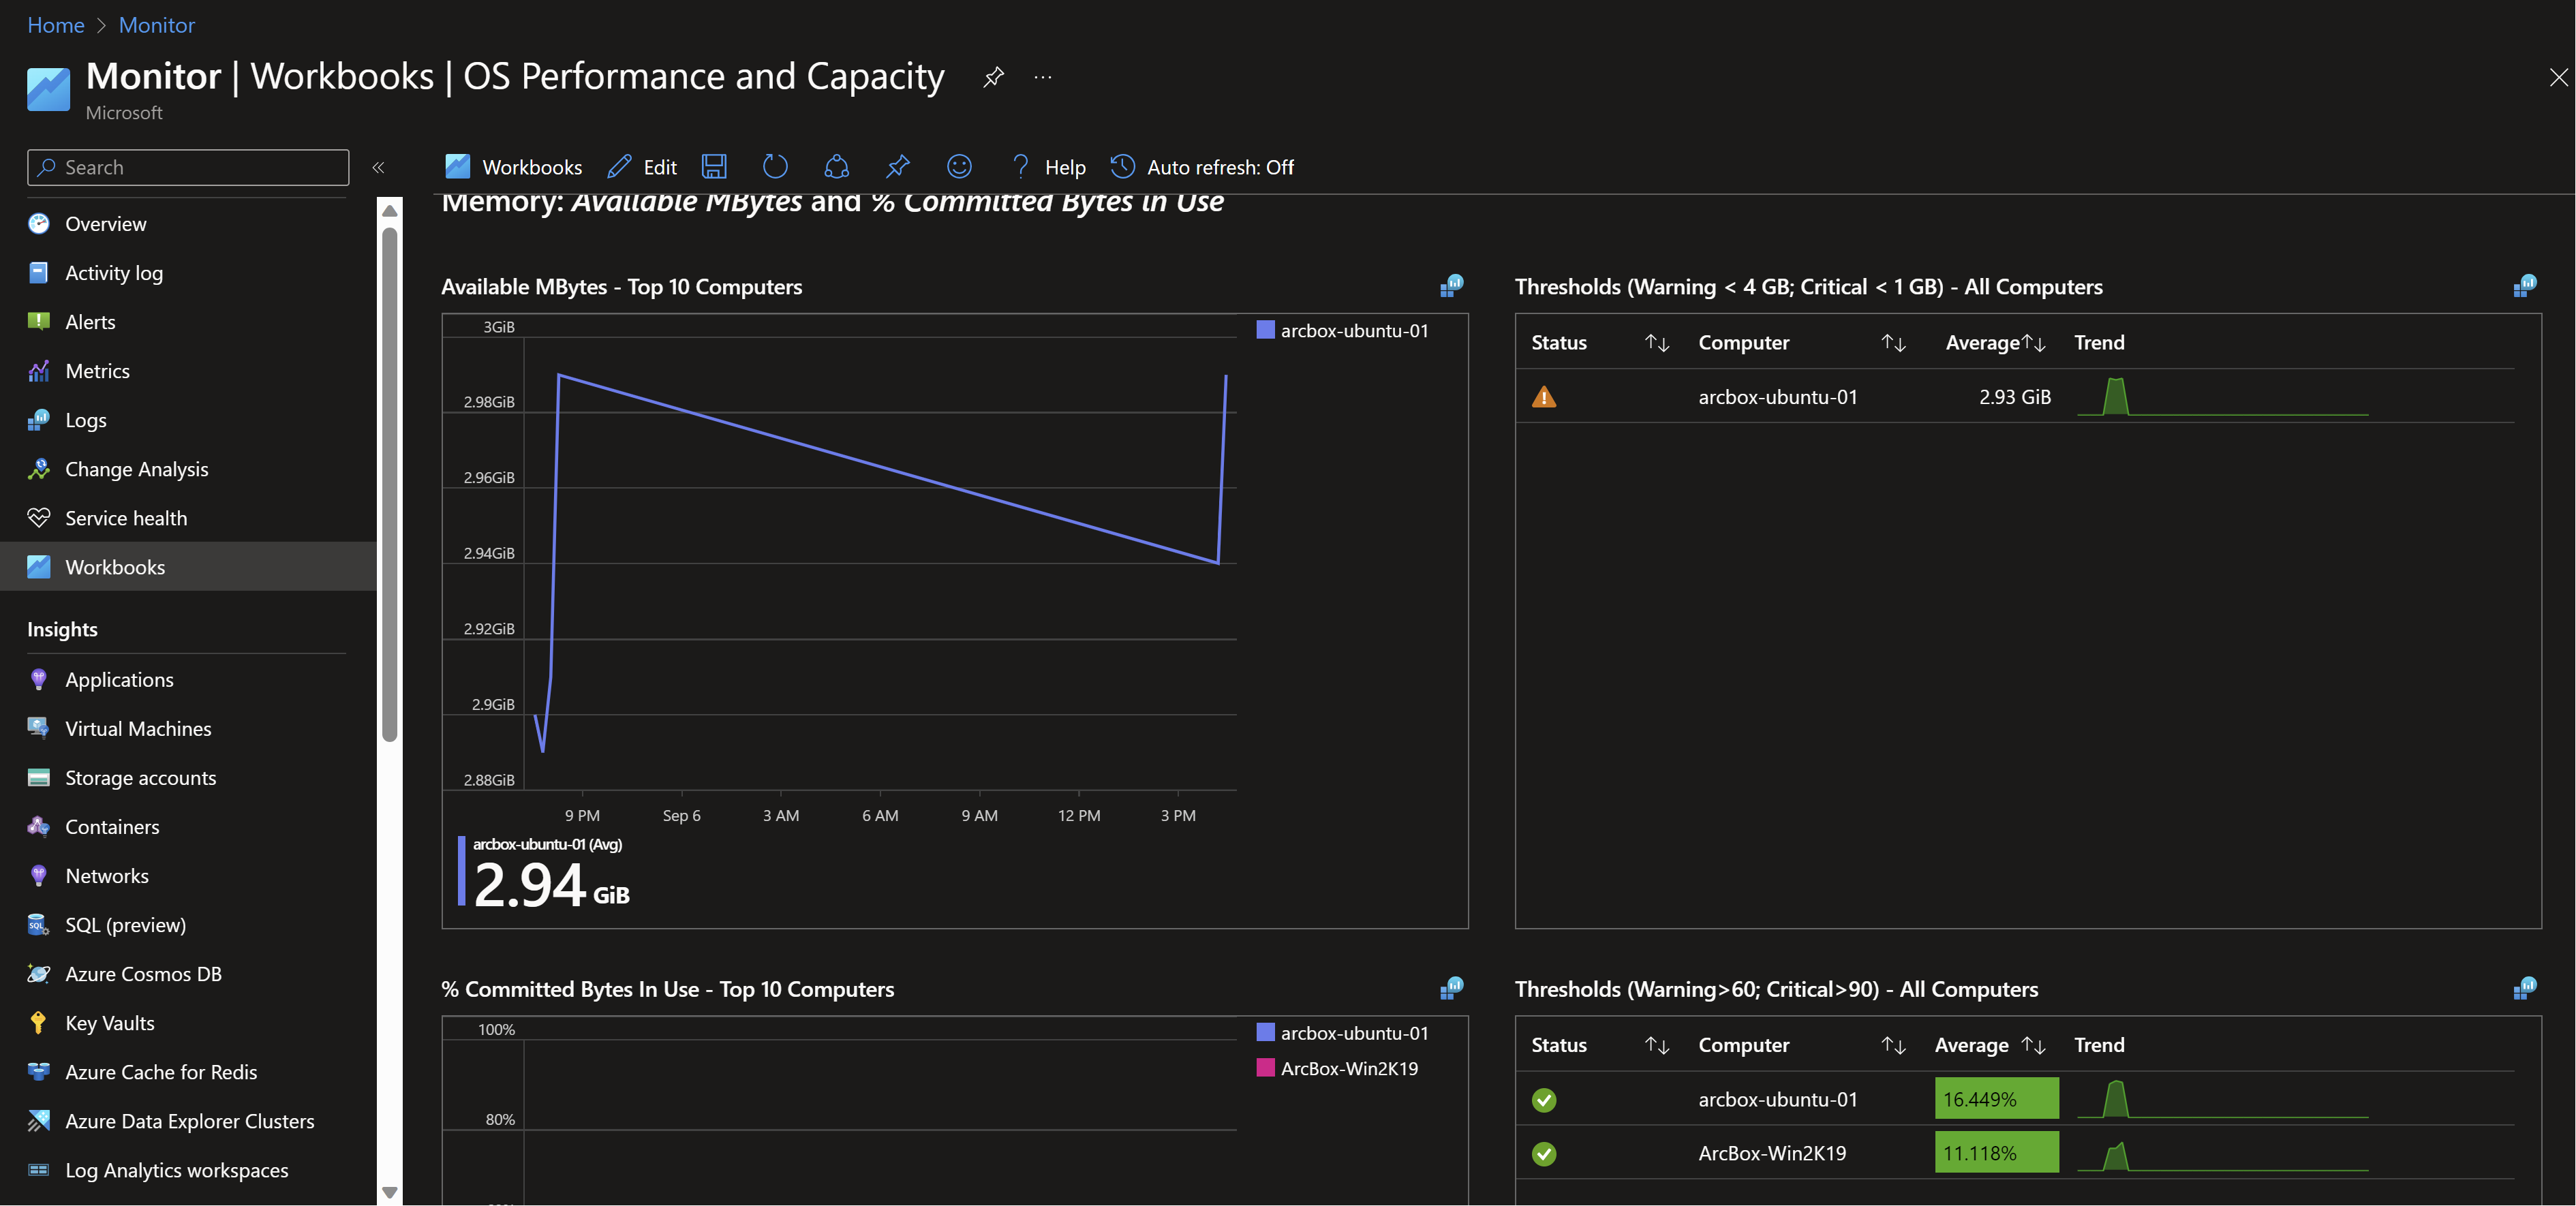 Home > Monitor
Monitor | Workbooks | OS Performance and Capacity ...
Microsoft
Search
«
Overview
Activity log
Alerts
Metrics
Logs
Change Analysis
Service health
Workbooks
Insights
Applications
Virtual Machines
Storage accounts
Containers
Networks
SQL (preview)
Azure Cosmos DB
Key Vaults
Azure Cache for Redis
Azure Data Explorer Clusters
Log Analytics workspaces
Workbooks Edit Help Auto refresh: Off
Memory: Available MBytes and % Committed Bytes in Use
Available MBytes - Top 10 Computers
3GiB
2.98GiB
2.96GiB
2.94GiB
2.92GiB
2.9GiB
2.88GiB
9 PM Sep 6 3 AM 6 AM 9 AM 12 PM 3 PM
arcbox-ubuntu-01
arcbox-ubuntu-01 (Avg)
2.94 GiB
Thresholds (Warning < 4 GB; Critical < 1 GB) - All Computers
Status Computer Average Trend
arcbox-ubuntu-01 2.93 GiB
% Committed Bytes In Use - Top 10 Computers
100%
80%
arcbox-ubuntu-01
ArcBox-Win2K19
Thresholds (Warning>60; Critical>90) - All Computers
Status Computer Average Trend
arcbox-ubuntu-01 16.449%
ArcBox-Win2K19 11.118%